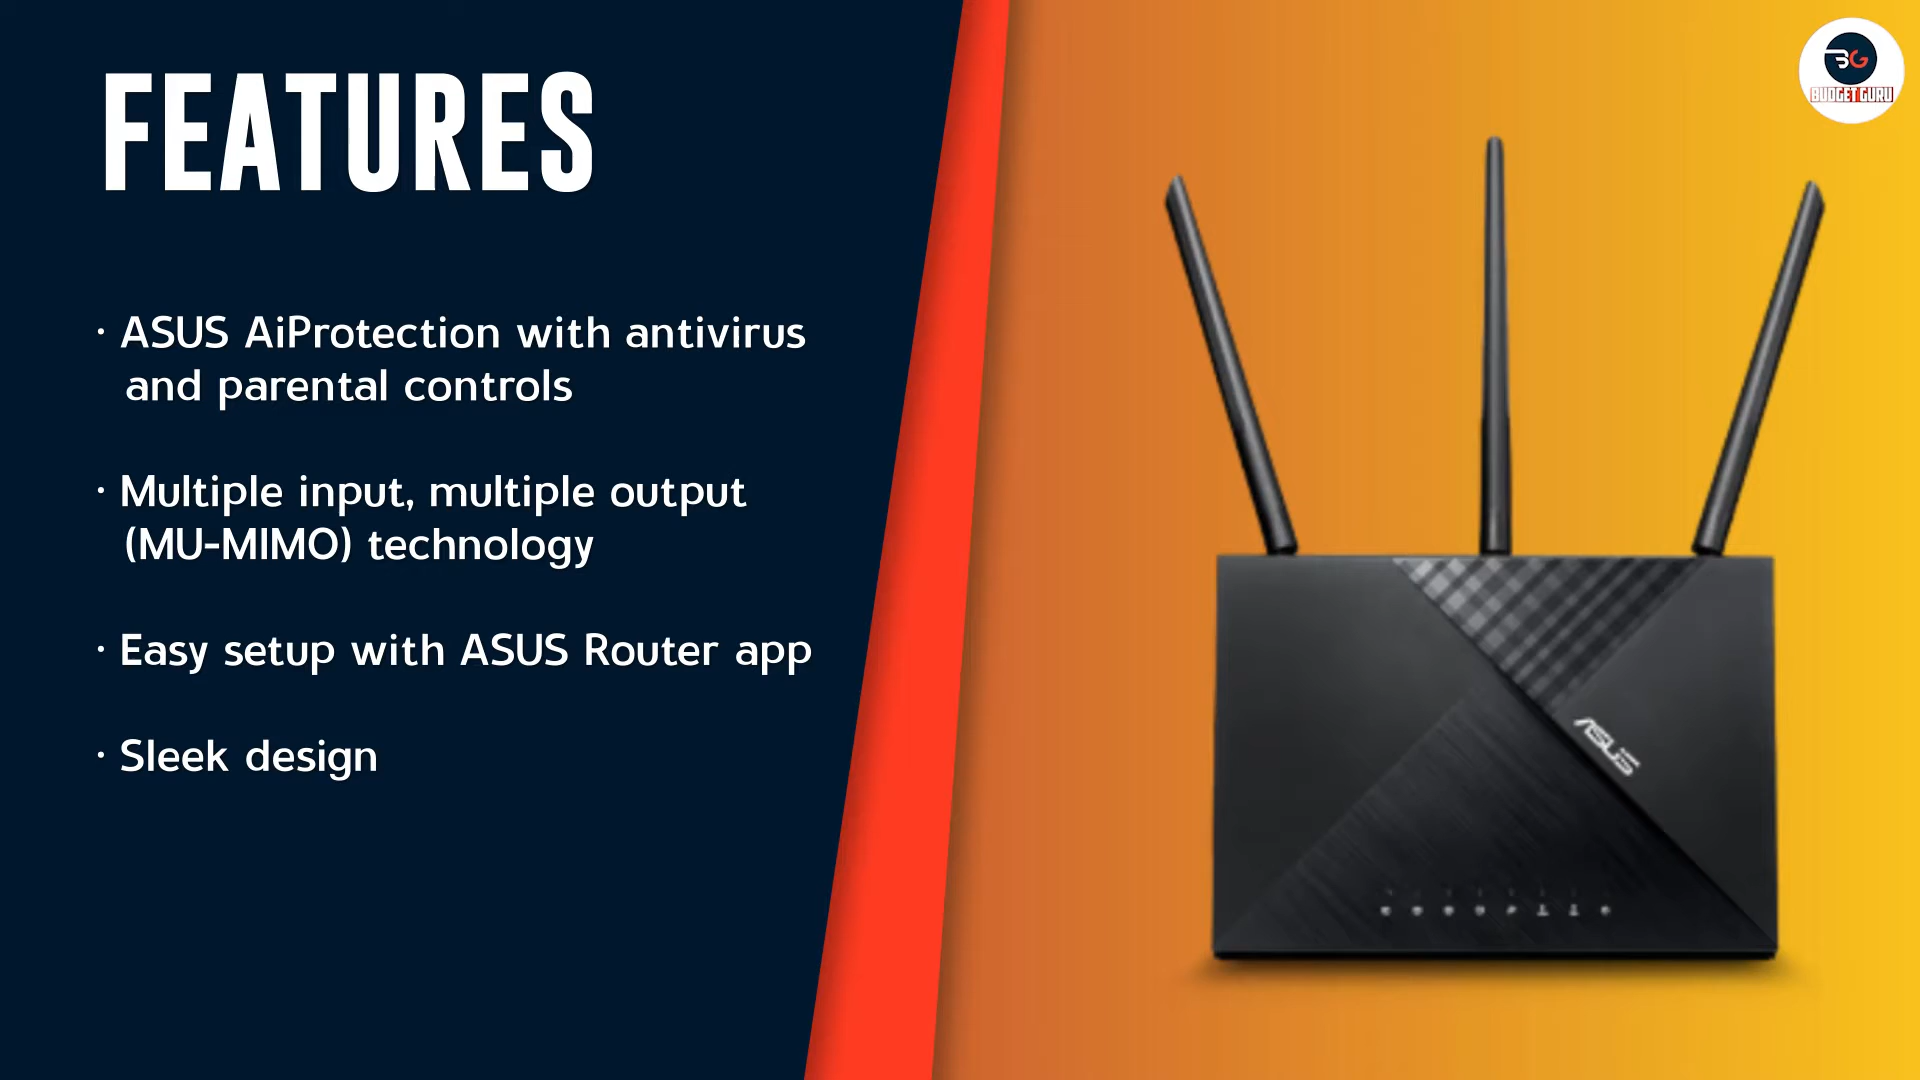 FEATURES
· ASUS AiProtection with antivirus
and parental controls
· Multiple input, multiple output
(MU-MIMO) technology
· Easy setup with ASUS Router app
· Sleek design
BG
BUDGET GURU
ASUS